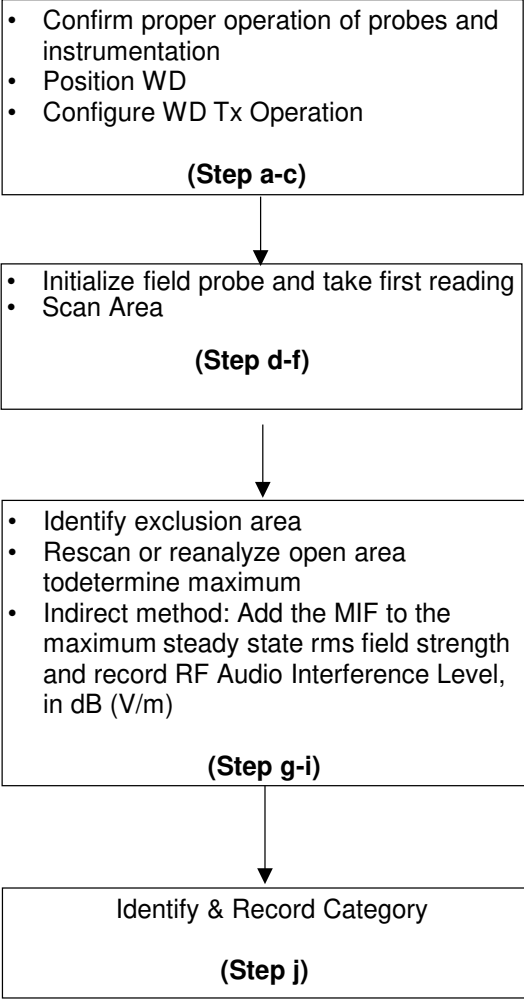 • Confirm proper operation of probes and
instrumentation
• Position WD
• Configure WD Tx Operation
(Step a-c)
• Initialize field probe and take first reading
• Scan Area
(Step d-f)
• Identify exclusion area
• Rescan or reanalyze open area
todetermine maximum
• Indirect method: Add the MIF to the
maximum steady state rms field strength
and record RF Audio Interference Level,
in dB (V/m)
(Step g-i)
Identify & Record Category
(Step j)